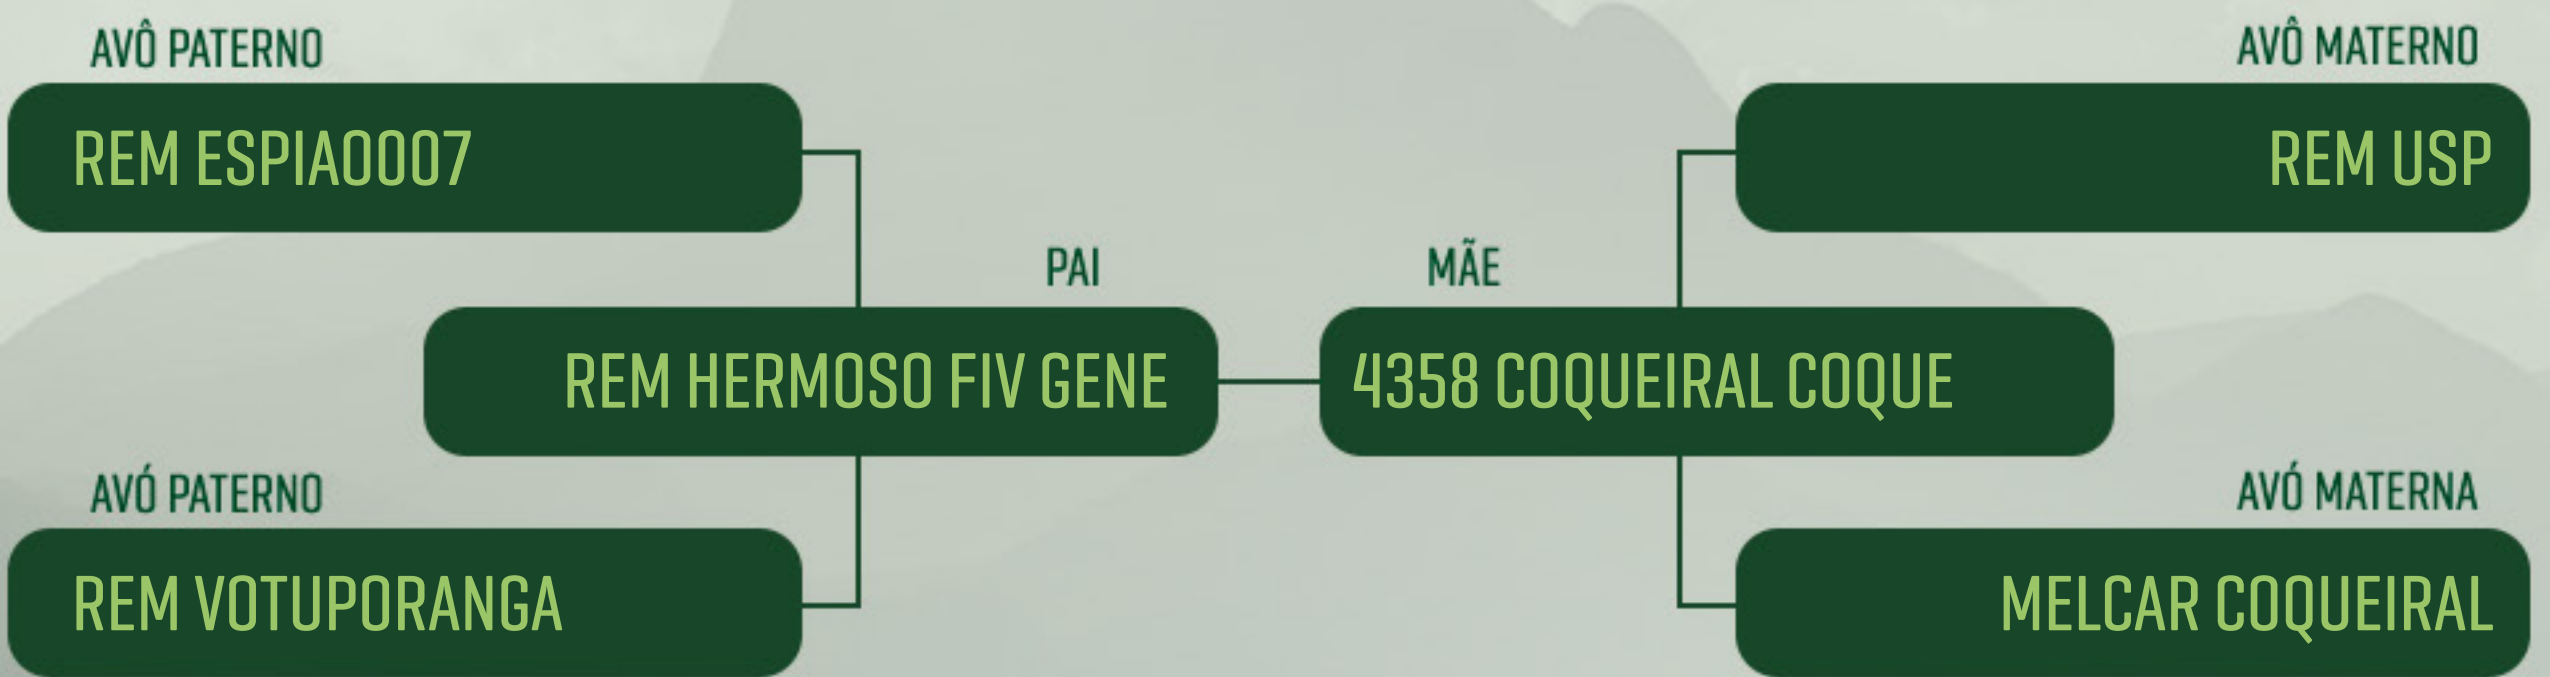 AVÔ PATERNO
AVÔ MATERNO
REM ESPIA0007
REM USP
PAI
MÃE
REM HERMOSO FIV GENE
4358 COQUEIRAL COQUE
AVÓ PATERNO
AVÓ MATERNA
REM VOTUPORANGA
MELCAR COQUEIRAL